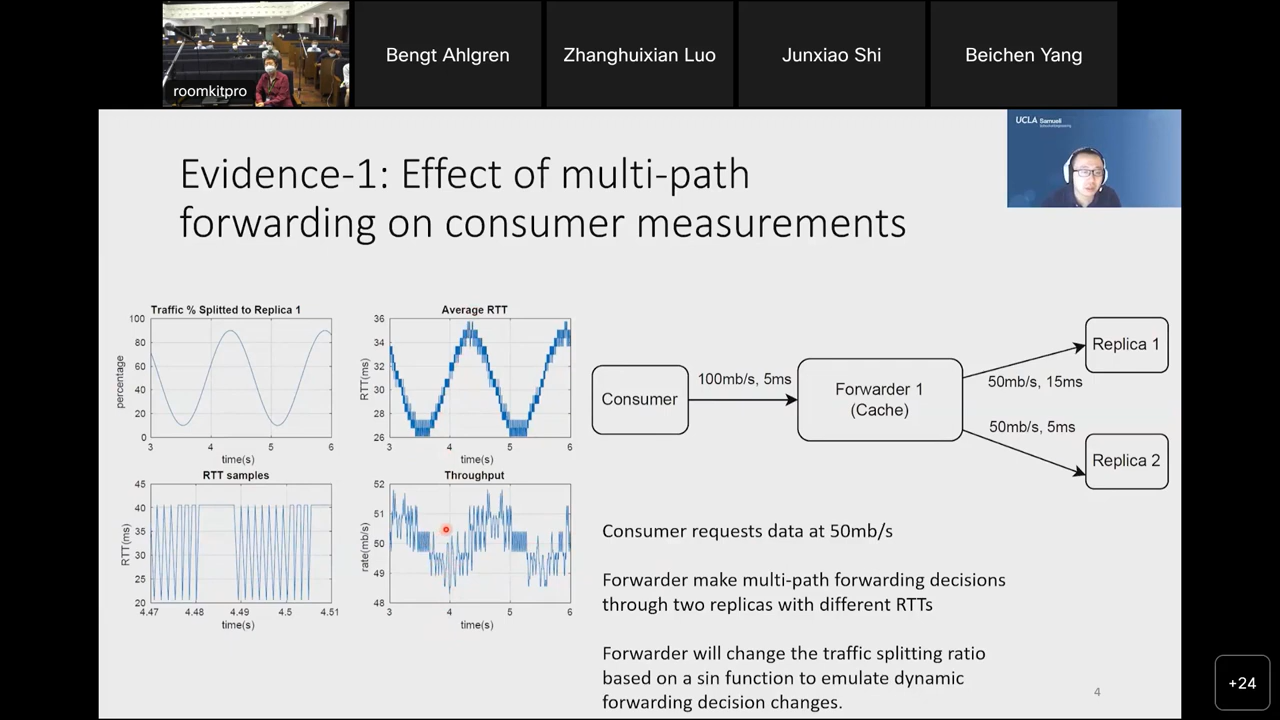 roomkitpro
Bengt Ahlgren
Zhanghuixian Luo
Junxiao Shi
Beichen Yang
UCLA Samueli
Evidence-1: Effect of multi-path
forwarding on consumer measurements
Traffic % Splitted to Replica 1
100
80
60
40
20
0
percentage
3 4 5 6
time(s)
Average RTT
36
34
32
30
28
26
RTT(ms)
3 4 5 6
time(s)
RTT samples
45
40
35
30
25
20
RTT(ms)
4.47 4.48 4.49 4.5 4.51
time(s)
Throughput
52
51
50
49
48
rate(mb/s)
3 4 5 6
time(s)
Consumer
100mb/s, 5ms
Forwarder 1
(Cache)
50mb/s, 15ms
50mb/s, 5ms
Replica 1
Replica 2
Consumer requests data at 50mb/s
Forwarder make multi-path forwarding decisions
through two replicas with different RTTs
Forwarder will change the traffic splitting ratio
based on a sin function to emulate dynamic
forwarding decision changes.
4
+24